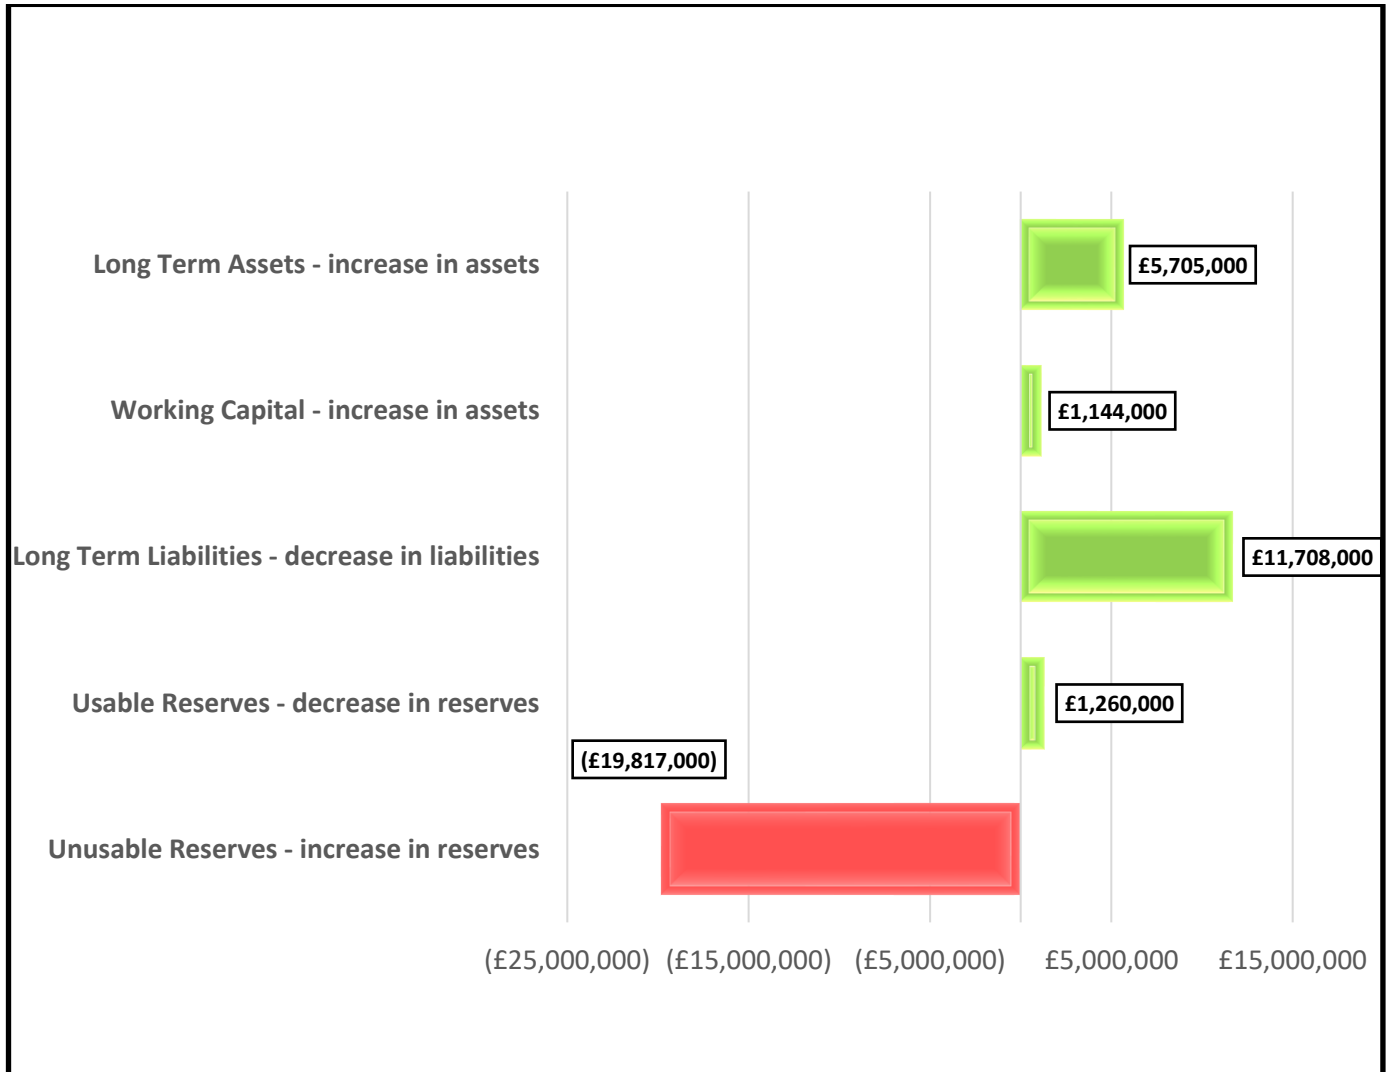 Long Term Assets - increase in assets
£5,705,000
Working Capital - increase in assets
£1,144,000
Long Term Liabilities - decrease in liabilities
£11,708,000
Usable Reserves - decrease in reserves
£1,260,000
(£19,817,000)
Unusable Reserves - increase in reserves
(£25,000,000) (£15,000,000) (£5,000,000) £5,000,000 £15,000,000